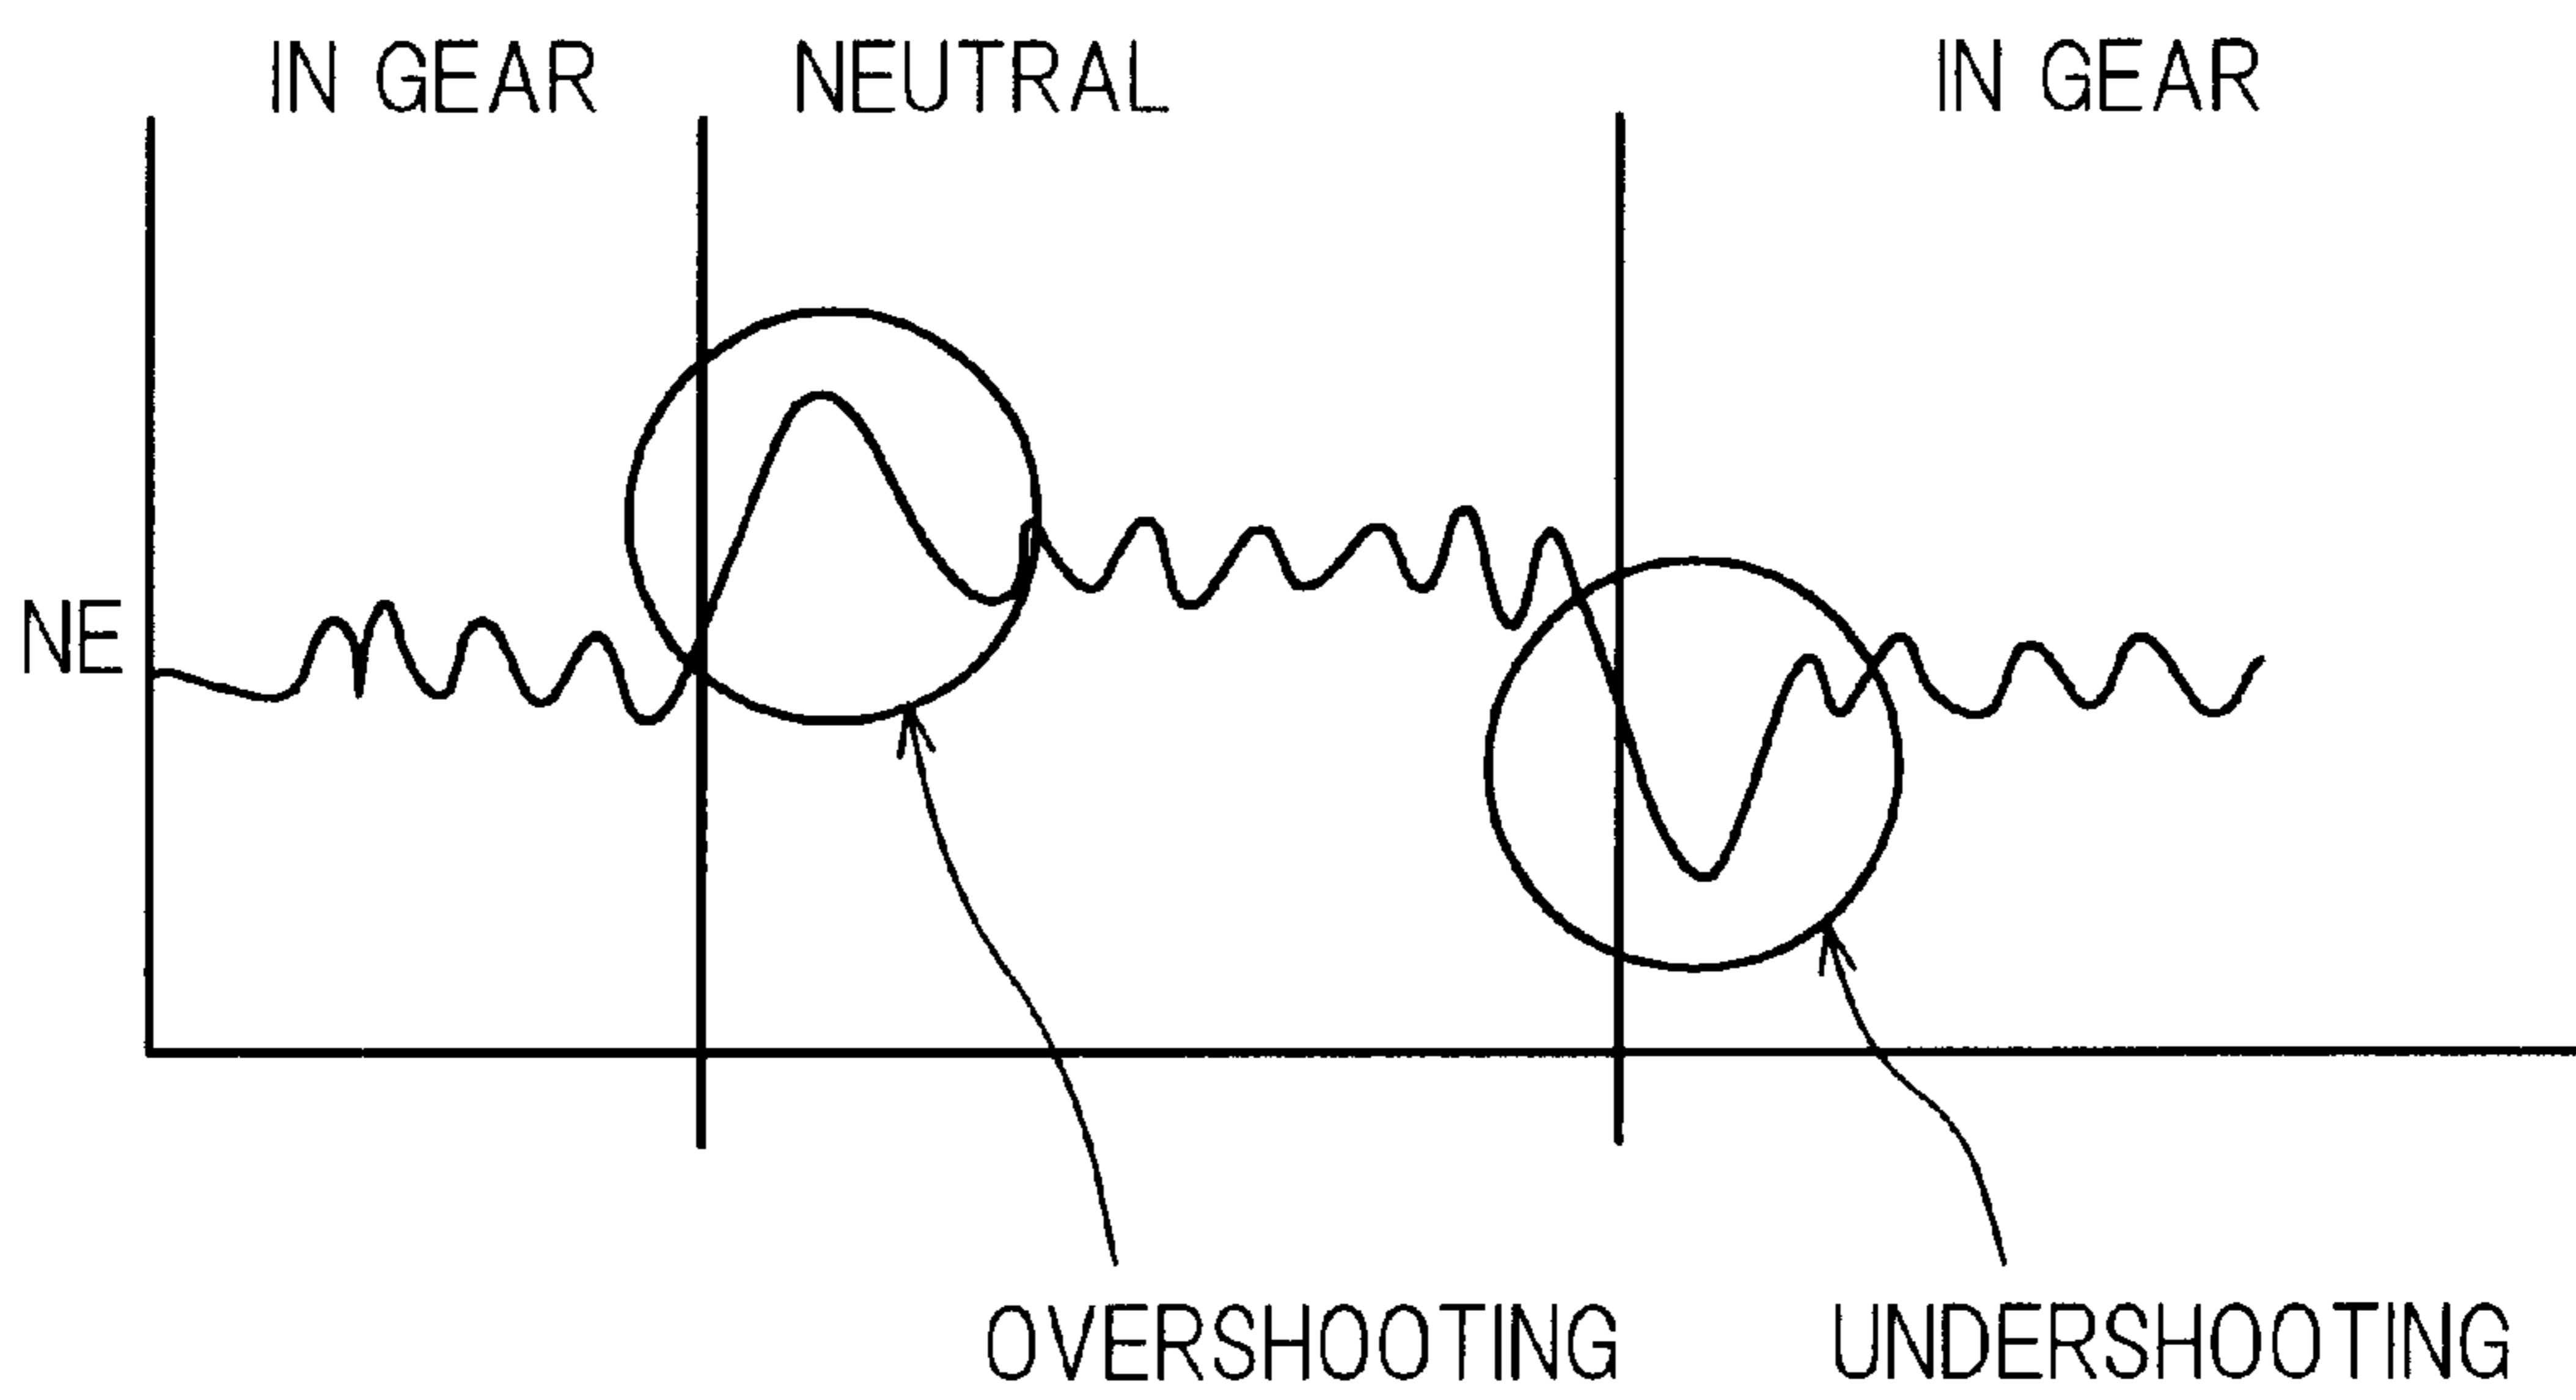 IN GEAR
NEUTRAL
IN GEAR
NE
OVERSHOOTING
UNDERSHOOTING